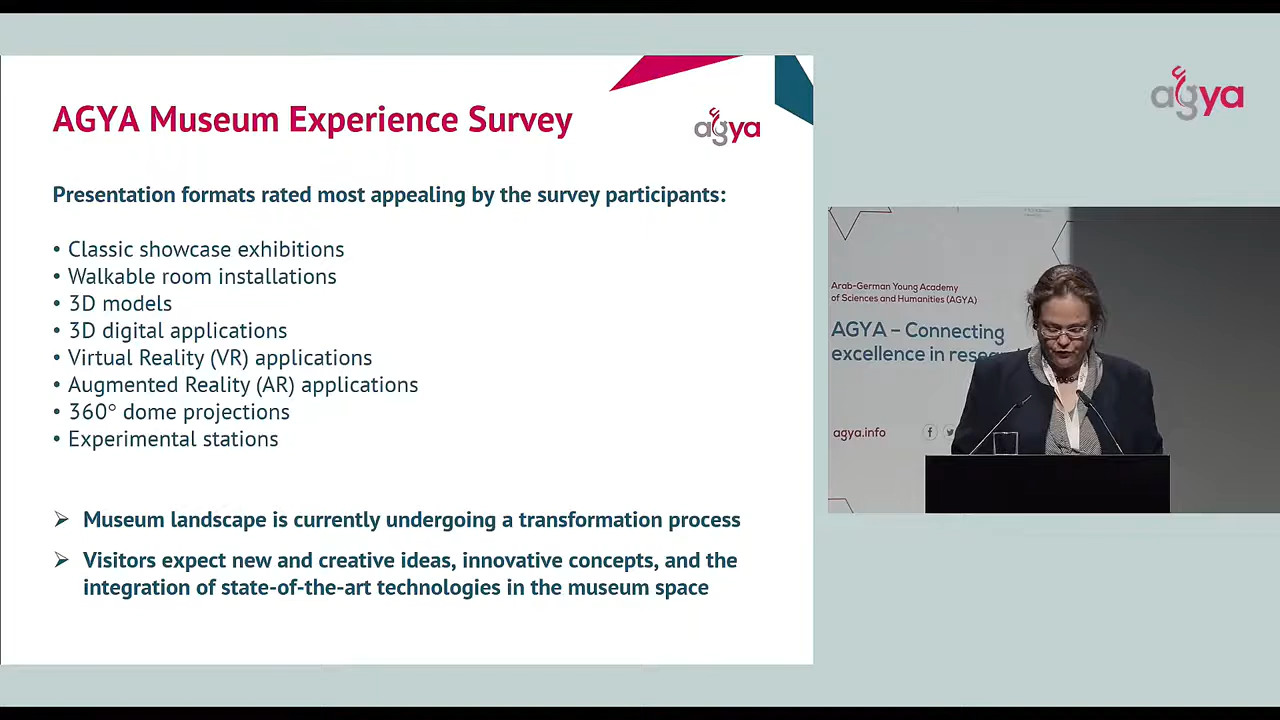 AGYA Museum Experience Survey
agya
Presentation formats rated most appealing by the survey participants:
• Classic showcase exhibitions
• Walkable room installations
• 3D models
• 3D digital applications
• Virtual Reality (VR) applications
• Augmented Reality (AR) applications
• 360° dome projections
• Experimental stations
➢ Museum landscape is currently undergoing a transformation process
➢ Visitors expect new and creative ideas, innovative concepts, and the
integration of state-of-the-art technologies in the museum space
agya
Arab-German Young Academy
of Sciences and Humanities (AGYA)
AGYA – Connecting
excellence in resea
agya.info